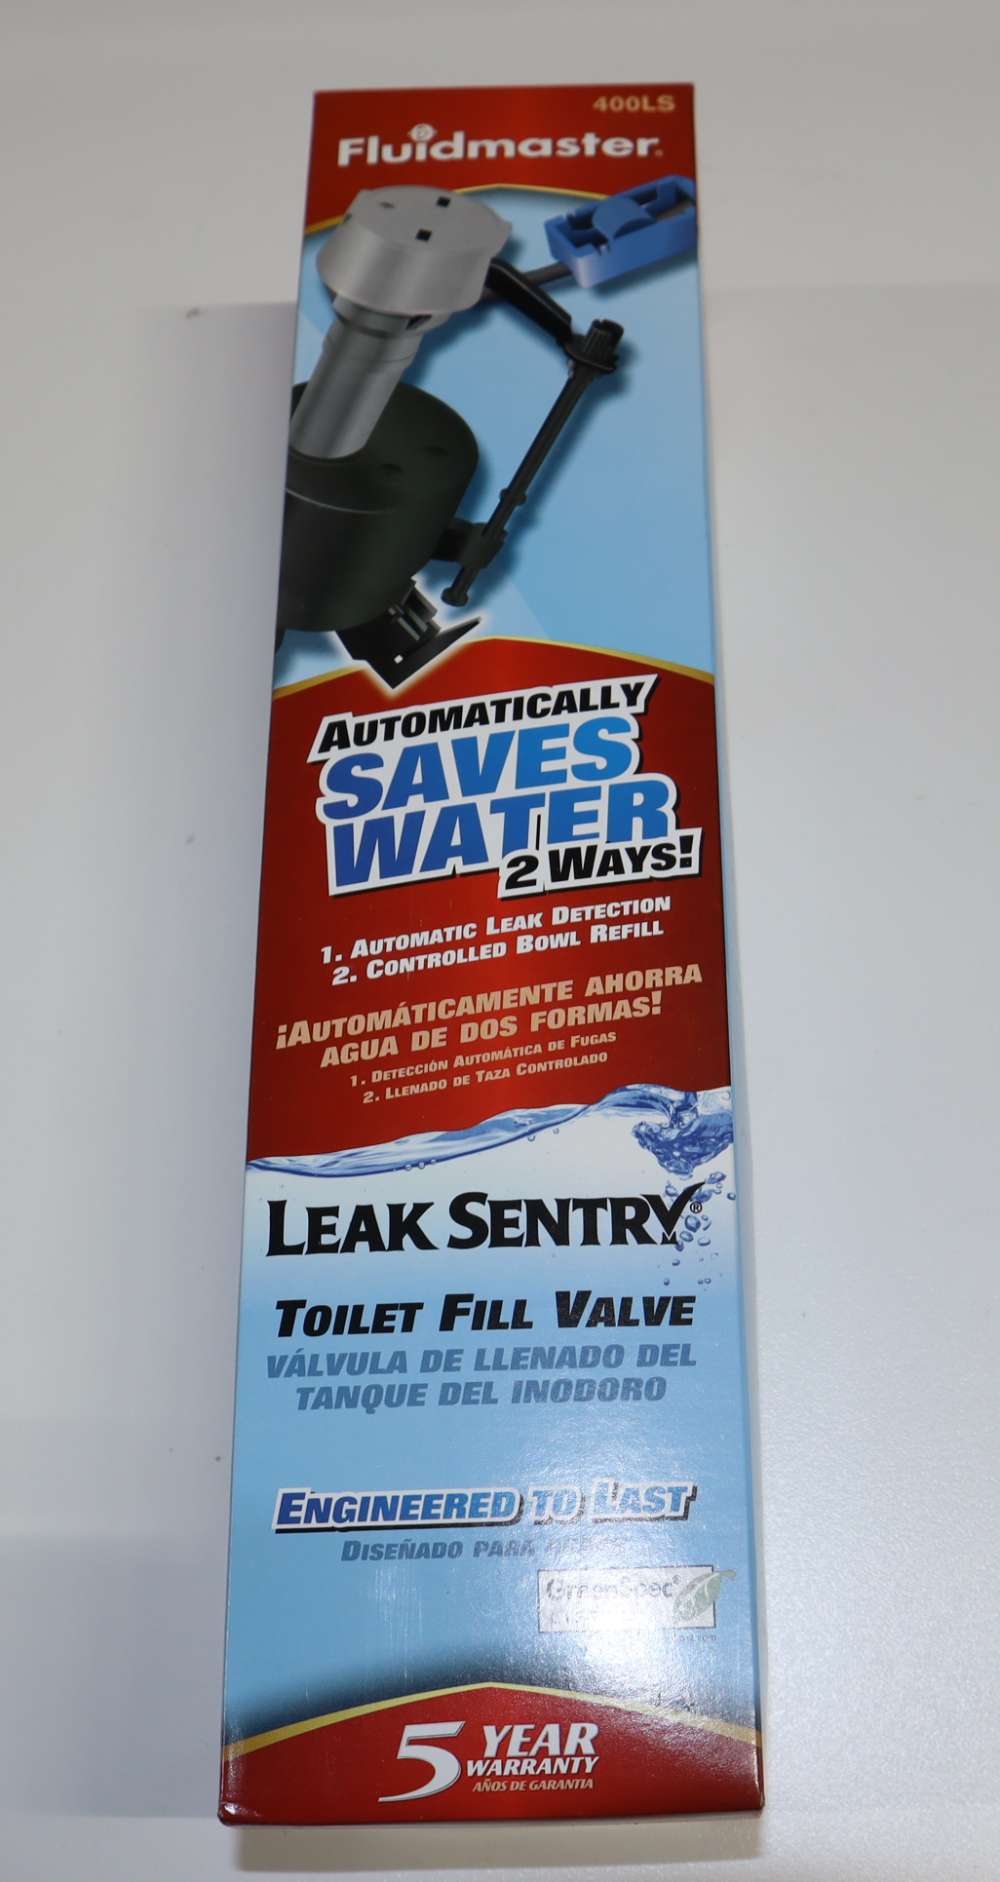 400LS
Fluidmaster®
AUTOMATICALLY
SAVES
WATER
2 WAYS!
1. AUTOMATIC LEAK DETECTION
2. CONTROLLED BOWL REFILL
¡AUTOMÁTICAMENTE AHORRA
AGUA DE DOS FORMAS!
1. DETECCIÓN AUTOMÁTICA DE FUGAS
2. LLENADO DE TAZA CONTROLADO
LEAK SENTRY®
TOILET FILL VALVE
VÁLVULA DE LLENADO DEL
TANQUE DEL INODORO
ENGINEERED TO LAST
DISEÑADO PARA
GreenSpec®
5 YEAR
WARRANTY
AÑOS DE GARANTIA